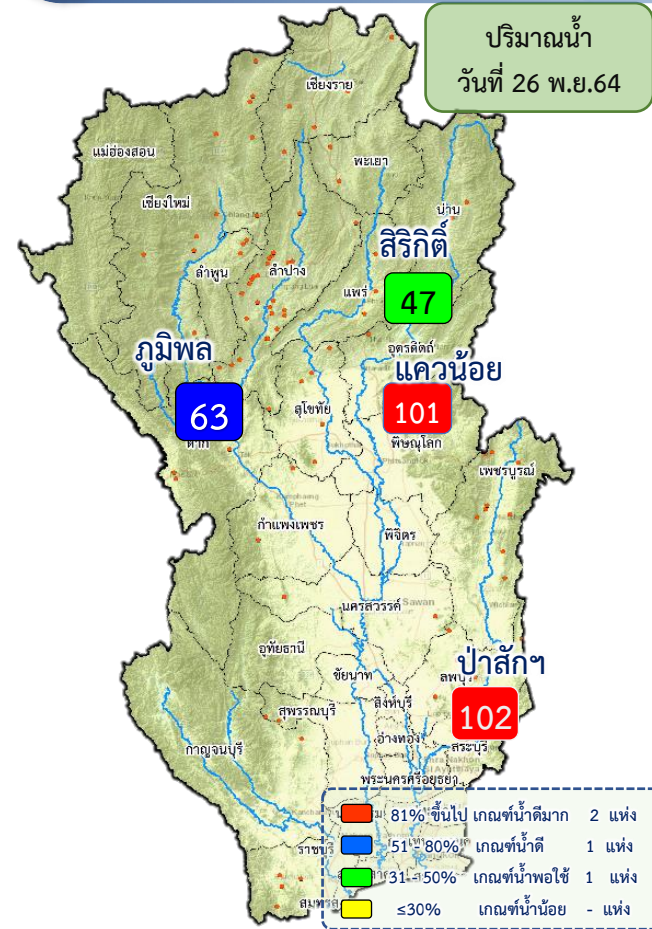 ปริมาณน้ำ
วันที่ 26 พ.ย.64
เชียงราย
แม่ฮ่องสอน
พะเยา
เชียงใหม่
น่าน
สิริกิติ์
ลำพูน
ลำปาง
แพร่
47
ภูมิพล
อุตรดิตถ์
แควน้อย
63
สุโขทัย
101
ตาก
พิษณุโลก
เพชรบูรณ์
กำแพงเพชร
พิจิตร
นครสวรรค์
อุทัยธานี
ป่าสักฯ
ชัยนาท
ลพบุรี
สุพรรณบุรี
สิงห์บุรี
102
อ่างทอง
กาญจนบุรี
สระบุรี
พระนครศรีอยุธยา
81% ขึ้นไป เกณฑ์น้ำดีมาก 2 แห่ง
51 - 80% เกณฑ์น้ำดี 1 แห่ง
ราชบุรี
31 - 50% เกณฑ์น้ำพอใช้ 1 แห่ง
≤30% เกณฑ์น้ำน้อย - แห่ง